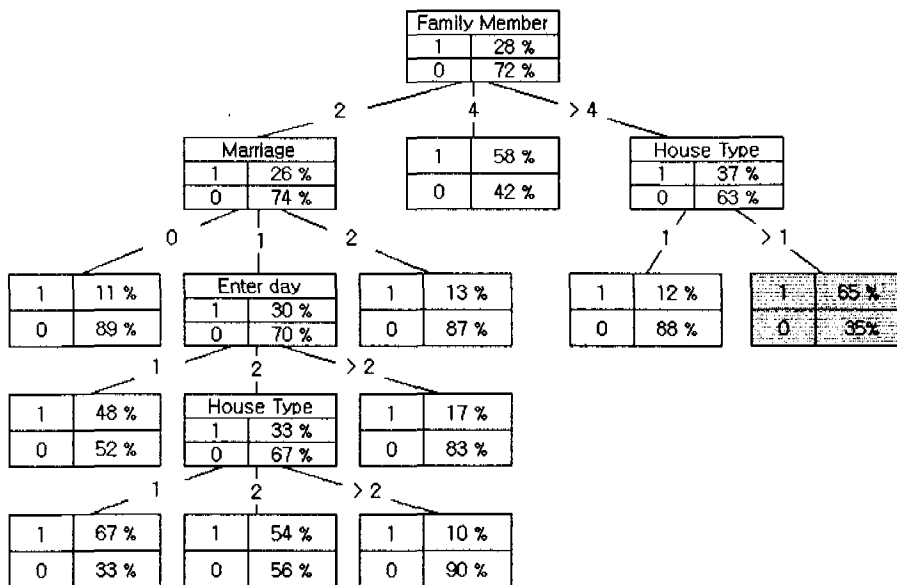 Family Member
1 28 %
0 72 %
2 4 > 4
Marriage
1 26 %
0 74 %
1 58 %
0 42 %
House Type
1 37 %
0 63 %
0 1 2 1 > 1
1 11 %
0 89 %
Enter day
1 30 %
0 70 %
1 13 %
0 87 %
1 12 %
0 88 %
1 65 %
0 35%
1 2 > 2
1 48 %
0 52 %
House Type
1 33 %
0 67 %
1 17 %
0 83 %
1 2 > 2
1 67 %
0 33 %
1 54 %
0 56 %
1 10 %
0 90 %